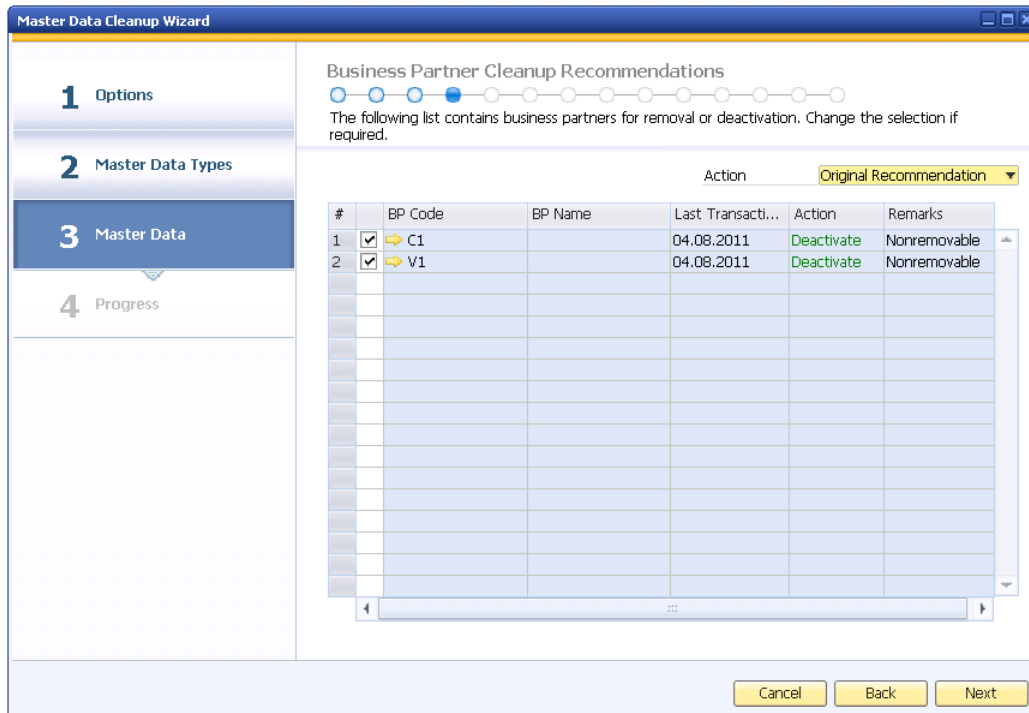 Master Data Cleanup Wizard
1 Options
2 Master Data Types
3 Master Data
4 Progress
Business Partner Cleanup Recommendations
The following list contains business partners for removal or deactivation. Change the selection if
required.
Action Original Recommendation
# BP Code BP Name Last Transacti... Action Remarks
1 C1 04.08.2011 Deactivate Nonremovable
2 V1 04.08.2011 Deactivate Nonremovable
Cancel Back Next